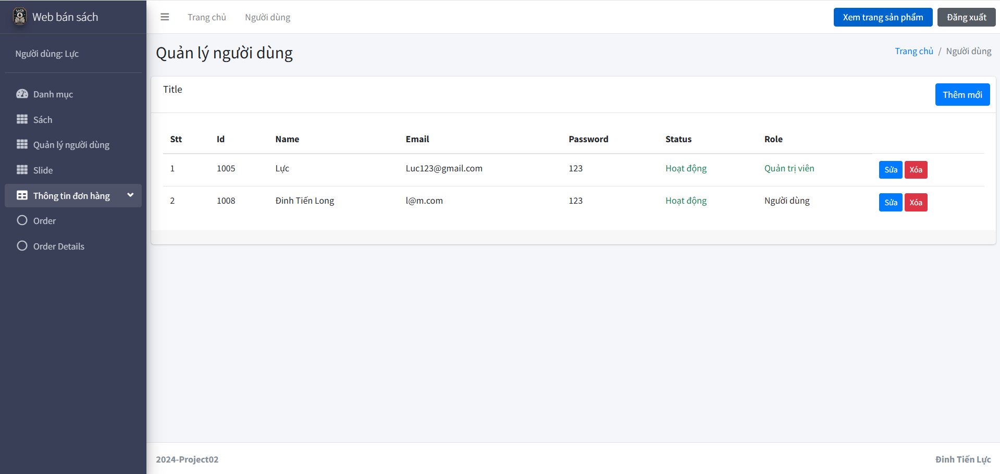 SÁCH
Web bán sách
Trang chủ
Người dùng
Xem trang sản phẩm
Đăng xuất
Người dùng: Lực
Danh mục
Sách
Quản lý người dùng
Slide
Thông tin đơn hàng
Order
Order Details
Quản lý người dùng
Trang chủ / Người dùng
Title
Thêm mới
Stt Id Name Email Password Status Role
1 1005 Lực Luc123@gmail.com 123 Hoạt động Quản trị viên Sửa Xóa
2 1008 Đinh Tiến Long l@m.com 123 Hoạt động Người dùng Sửa Xóa
2024-Project02
Đinh Tiến Lực